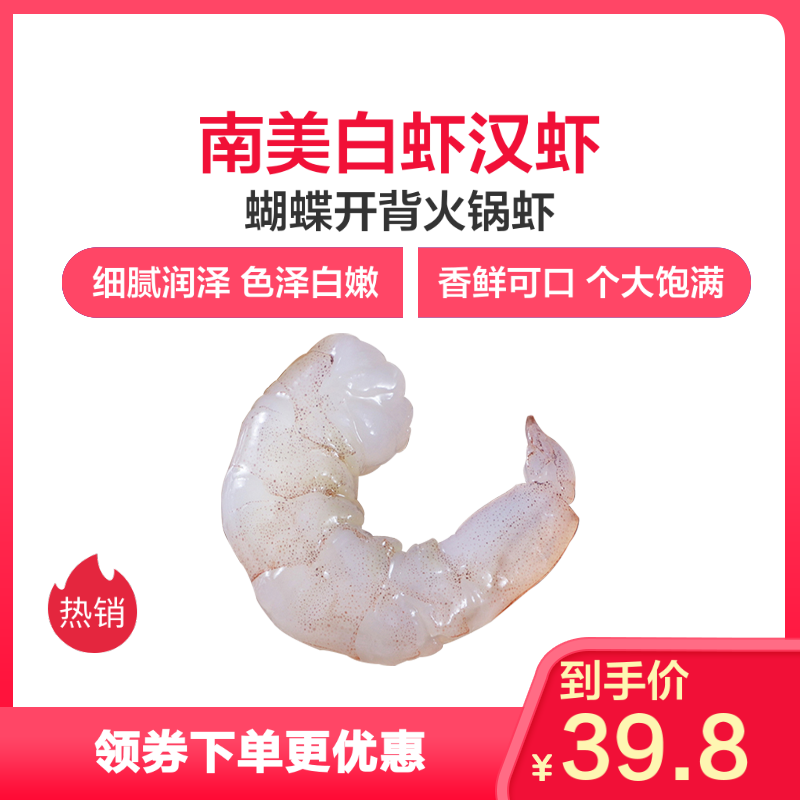 南美白虾汉虾
蝴蝶开背火锅虾
细腻润泽 色泽白嫩
香鲜可口 个大饱满
热销
到手价
领券下单更优惠
¥39.8